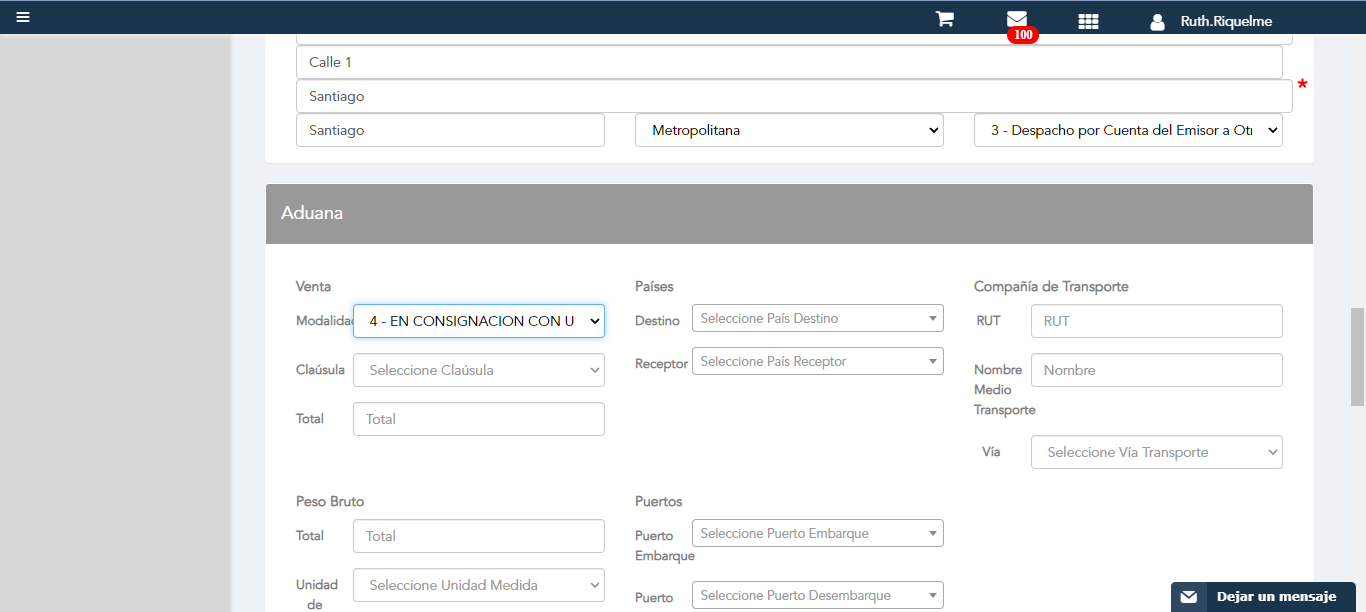 100
Ruth.Riquelme
Calle 1
Santiago
*
Santiago
Metropolitana
3 - Despacho por Cuenta del Emisor a Ot
Aduana
Venta
Modalida
4 - EN CONSIGNACION CON U
Claúsula
Seleccione Claúsula
Total
Total
Países
Destino
Seleccione País Destino
Receptor
Seleccione País Receptor
Compañía de Transporte
RUT
RUT
Nombre
Medio
Transporte
Nombre
Vía
Seleccione Vía Transporte
Peso Bruto
Total
Total
Unidad
de
Seleccione Unidad Medida
Puertos
Puerto
Embarque
Seleccione Puerto Embarque
Puerto
Seleccione Puerto Desembarque
Dejar un mensaje